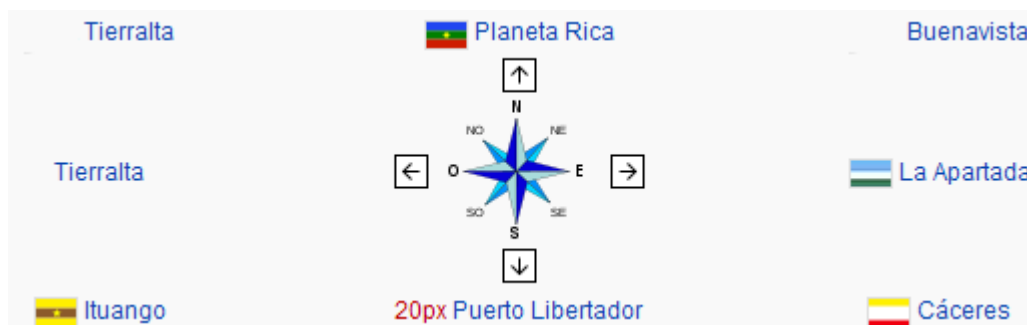 Tierralta Planeta Rica Buenavista
N
NO NE
Tierralta O E La Apartada
SO SE
S
Ituango 20px Puerto Libertador Cáceres